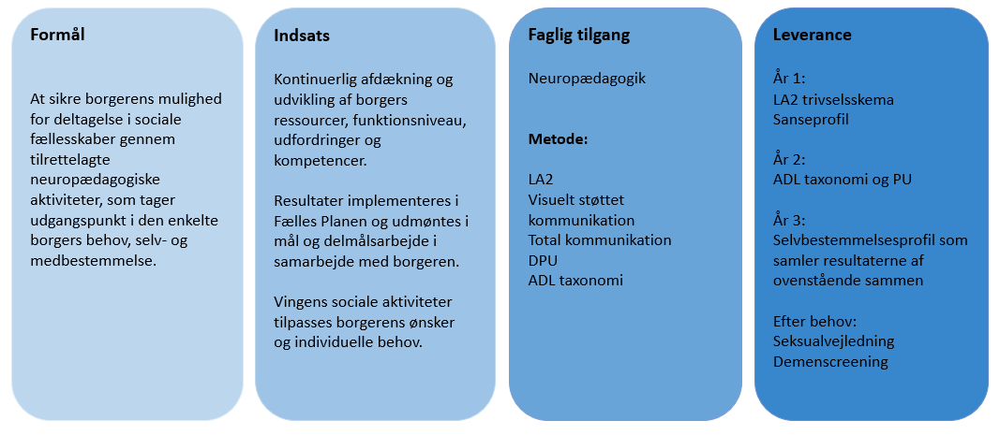 Formål
At sikre borgerens mulighed
for deltagelse i sociale
fællesskaber gennem
tilrettelagte
neuropædagogiske
aktiviteter, som tager
udgangspunkt i den enkelte
borgers behov, selv- og
medbestemmelse.
Indsats
Kontinuerlig afdækning og
udvikling af borgers
ressourcer, funktionsniveau,
udfordringer og
kompetencer.
Resultater implementeres i
Fælles Planen og udmøntes i
mål og delmålsarbejde i
samarbejde med borgeren.
Vingens sociale aktiviteter
tilpasses borgerens ønsker
og individuelle behov.
Faglig tilgang
Neuropædagogik
Metode:
LA2
Visuelt støttet
kommunikation
Total kommunikation
DPU
ADL taxonomi
Leverance
År 1:
LA2 trivselsskema
Sanseprofil
År 2:
ADL taxonomi og PU
År 3:
Selvbestemmelsesprofil som
samler resultaterne af
ovenstående sammen
Efter behov:
Seksualvejledning
Demenscreening